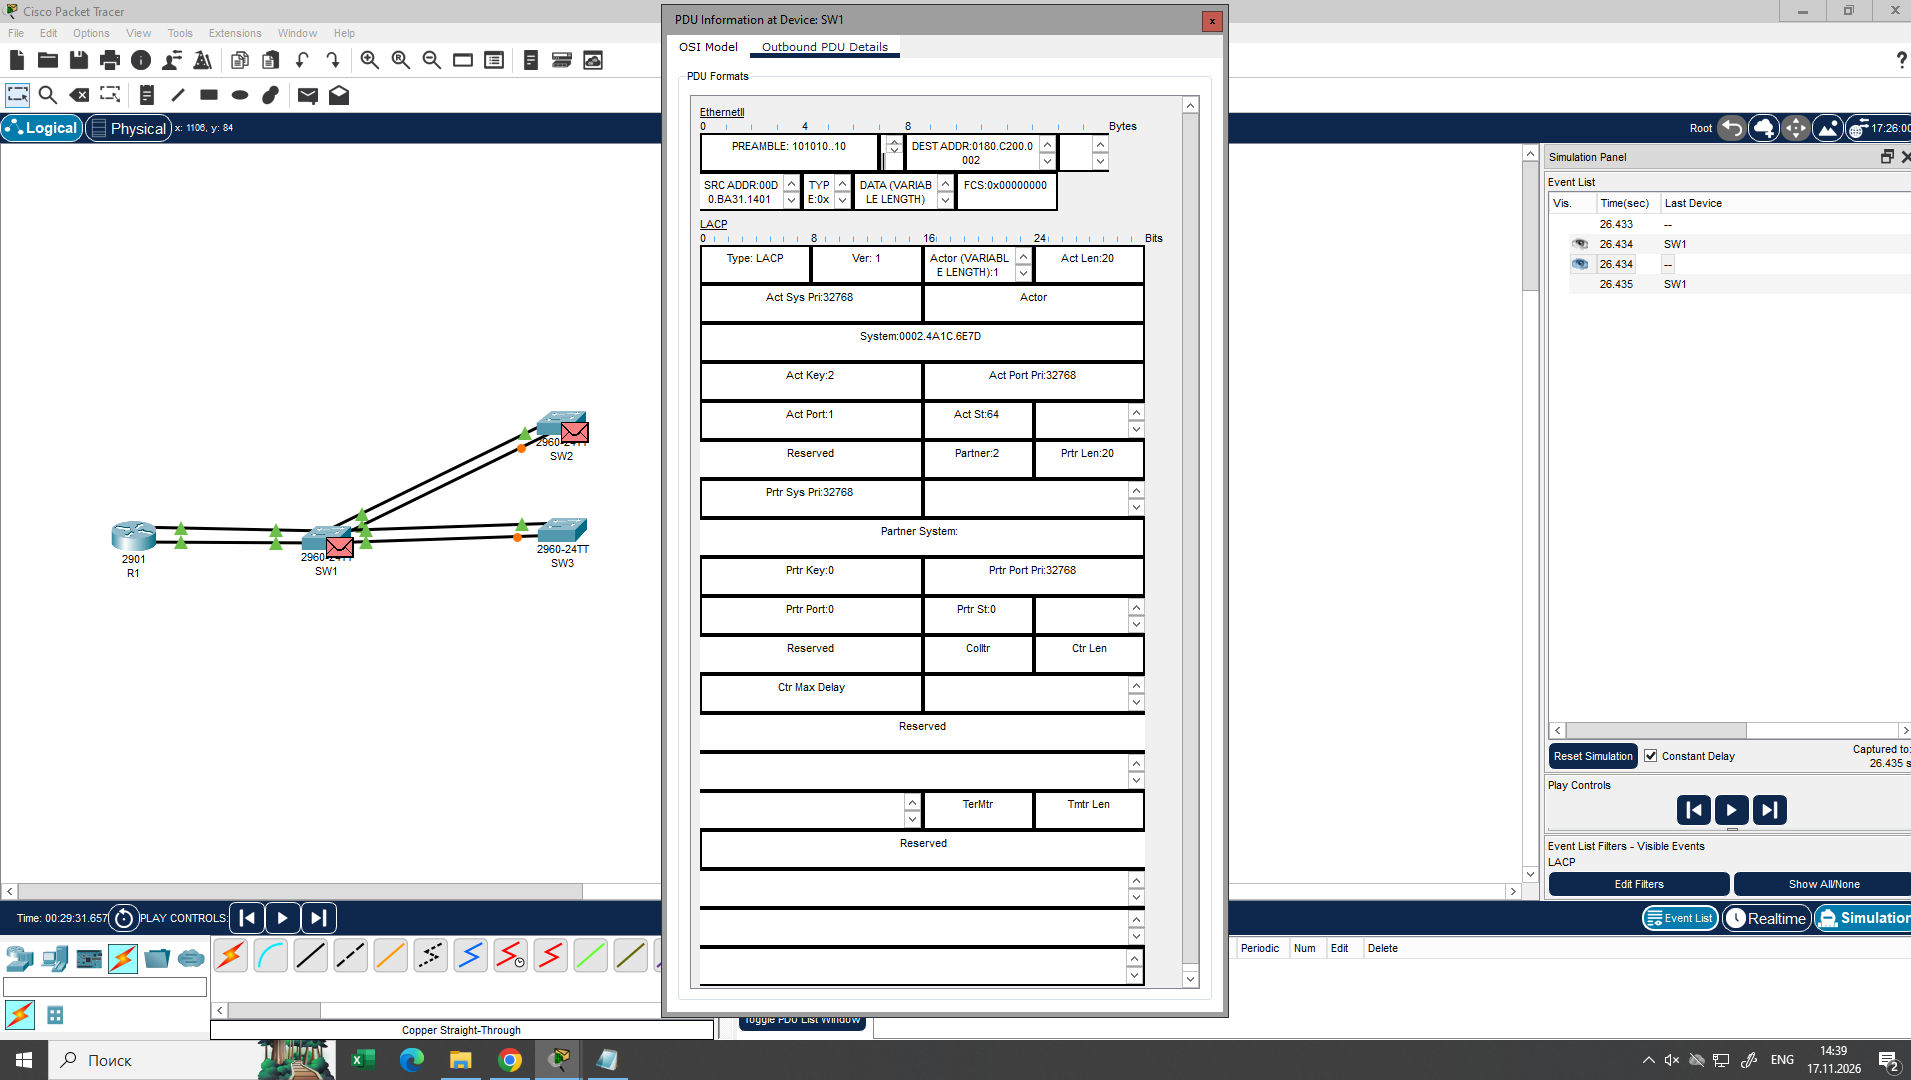 Cisco Packet Tracer
File Edit Options View Tools Extensions Window Help
Logical
Physical
x: 1106, y: 84
Root
17:26:00
2960-24TT
SW2
2901
R1
2960-24TT
SW1
2960-24TT
SW3
PDU Information at Device: SW1
OSI Model
Outbound PDU Details
PDU Formats
EthernetII
0 4 8 Bytes
PREAMBLE: 101010..10
DEST ADDR:0180.C200.0
002
SRC ADDR:00D
0.BA31.1401
TYP
E:0x
DATA (VARIAB
LE LENGTH)
FCS:0x00000000
LACP
0 8 16 24 Bits
Type: LACP
Ver: 1
Actor (VARIABL
E LENGTH):1
Act Len:20
Act Sys Pri:32768
Actor
System:0002.4A1C.6E7D
Act Key:2
Act Port Pri:32768
Act Port:1
Act St:64
Reserved
Partner:2
Prtr Len:20
Prtr Sys Pri:32768
Partner System:
Prtr Key:0
Prtr Port Pri:32768
Prtr Port:0
Prtr St:0
Reserved
Colltr
Ctr Len
Ctr Max Delay
Reserved
TerMtr
Tmtr Len
Reserved
Simulation Panel
Event List
Vis. Time(sec) Last Device
26.433 --
26.434 SW1
26.434 --
26.435 SW1
Reset Simulation
Constant Delay
Captured to:
26.435 s
Play Controls
Event List Filters - Visible Events
LACP
Edit Filters
Show All/None
Time: 00:29:31.657
PLAY CONTROLS:
Event List
Realtime
Simulation
Periodic Num Edit Delete
Copper Straight-Through
Toggle PDU List Window
Поиск
ENG
14:39
17.11.2026
2